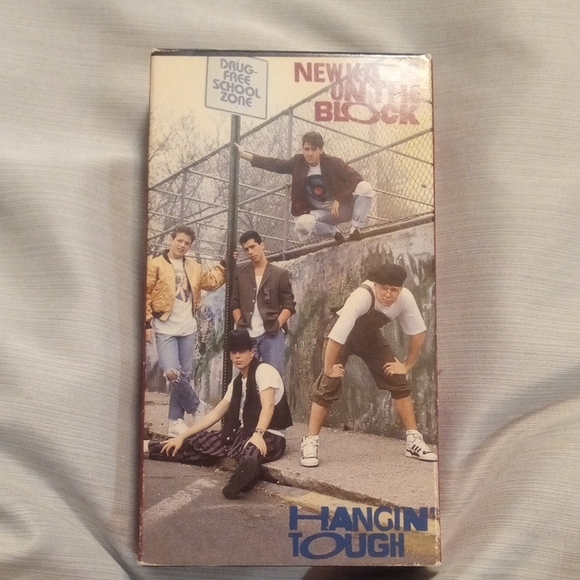 DRUG-
FREE
SCHOOL
ZONE
NEW KIDS
ON THE
BLOCK
HANGIN'
TOUGH